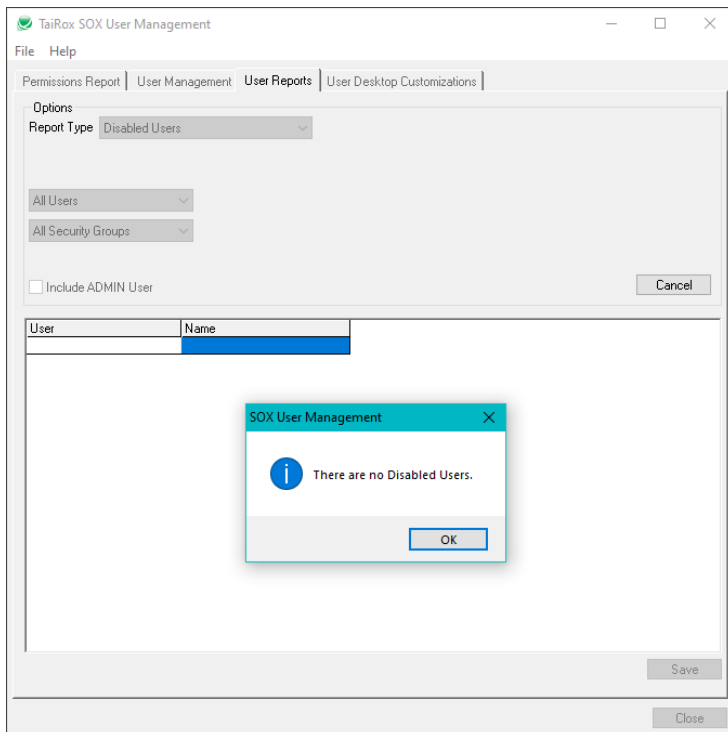 TaiRox SOX User Management
File Help
Permissions Report User Management User Reports User Desktop Customizations
Options
Report Type Disabled Users
All Users
All Security Groups
Include ADMIN User
Cancel
User Name
SOX User Management
There are no Disabled Users.
OK
Save
Close